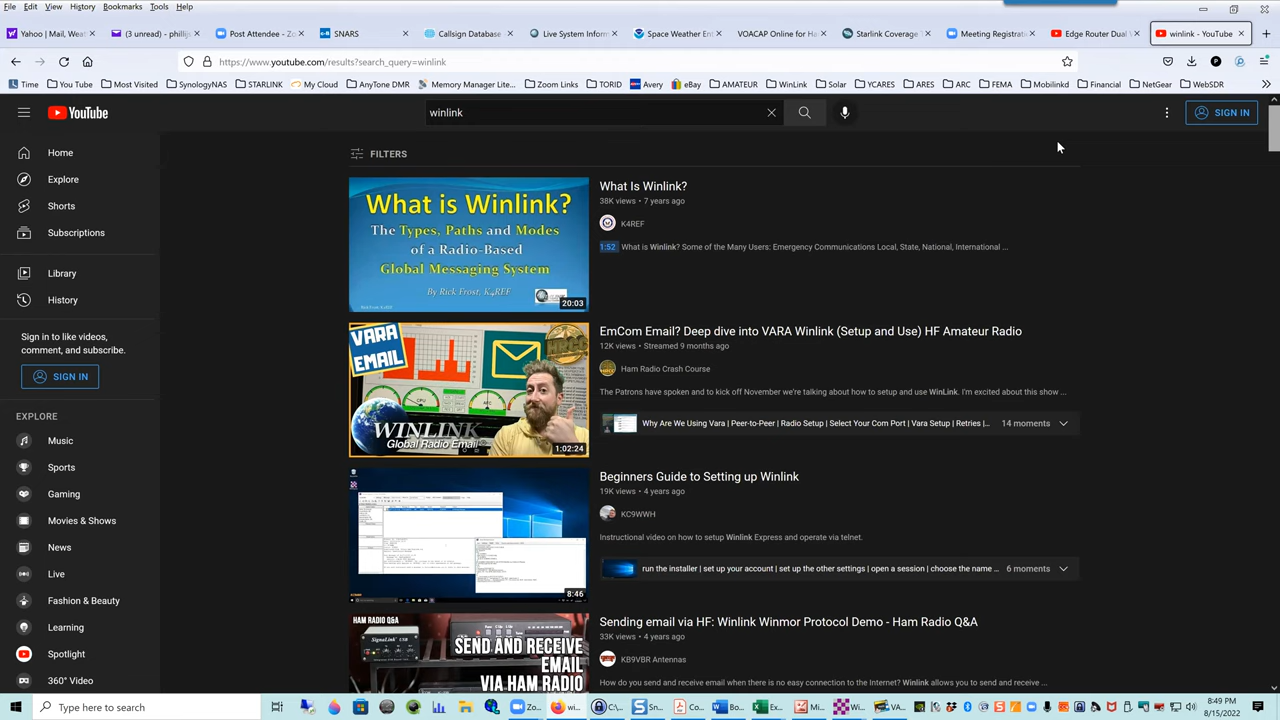 File Edit View History Bookmarks Tools Help
Yahoo | Mail, Weat
(3 unread) - phillijs
Post Attendee - Zo
SNARS
Callsign Database
Live System Inform
Space Weather Ent
VOACAP Online for Ha
Starlink Coverage
Meeting Registrati
Edge Router Dual
winlink - YouTube
https://www.youtube.com/results?search_query=winlink
Time
You Tube
Most Visited
SynologyNAS
STARLINK
My Cloud
AnyTone DMR
Memory Manager Lite...
Zoom Links
TORID
Avery
eBay
AMATEUR
WinLink
Solar
YCARES
ARES
ARC
FEMA
Mobilinkd
Financial
NetGear
WebSDR
YouTube
winlink
SIGN IN
Home
Explore
Shorts
Subscriptions
Library
History
Sign in to like videos,
comment, and subscribe.
SIGN IN
EXPLORE
Music
Sports
Gaming
Movies & Shows
News
Live
Fashion & Beauty
Learning
Spotlight
360° Video
FILTERS
What is Winlink?
The Types, Paths and Modes
of a Radio-Based
Global Messaging System
By Rick Frost, K4REF
20:03
What Is Winlink?
38K views • 7 years ago
K4REF
1:52 What is Winlink? Some of the Many Users: Emergency Communications Local, State, National, International ...
VARA
EMAIL
WINLINK
Global Radio Email
1:02:24
EmCom Email? Deep dive into VARA Winlink (Setup and Use) HF Amateur Radio
12K views • Streamed 9 months ago
Ham Radio Crash Course
The Patrons have spoken and to kick off November we're talking about how to setup and use WinLink. I'm excited about this show ...
Why Are We Using Vara | Peer-to-Peer | Radio Setup | Select Your Com Port | Vara Setup | Retries |...
14 moments
8:46
Beginners Guide to Setting up Winlink
19K views • 4 years ago
KC9WWH
Instructional video on how to setup Winlink Express and operate via telnet.
run the installer | set up your account | set up the other settings | open a session | choose the name ...
6 moments
HAM RADIO Q&A
SignaLink USB
SEND AND RECEIVE
EMAIL
VIA HAM RADIO
Sending email via HF: Winlink Winmor Protocol Demo - Ham Radio Q&A
33K views • 4 years ago
KB9VBR Antennas
How do you send and receive email when there is no easy connection to the Internet? Winlink allows you to send and receive ...
Type here to search
Zo...
wi...
C:\...
Sn...
Co...
Bo...
Ex...
Mi...
Wi...
VA...
8:49 PM
8/15/2022